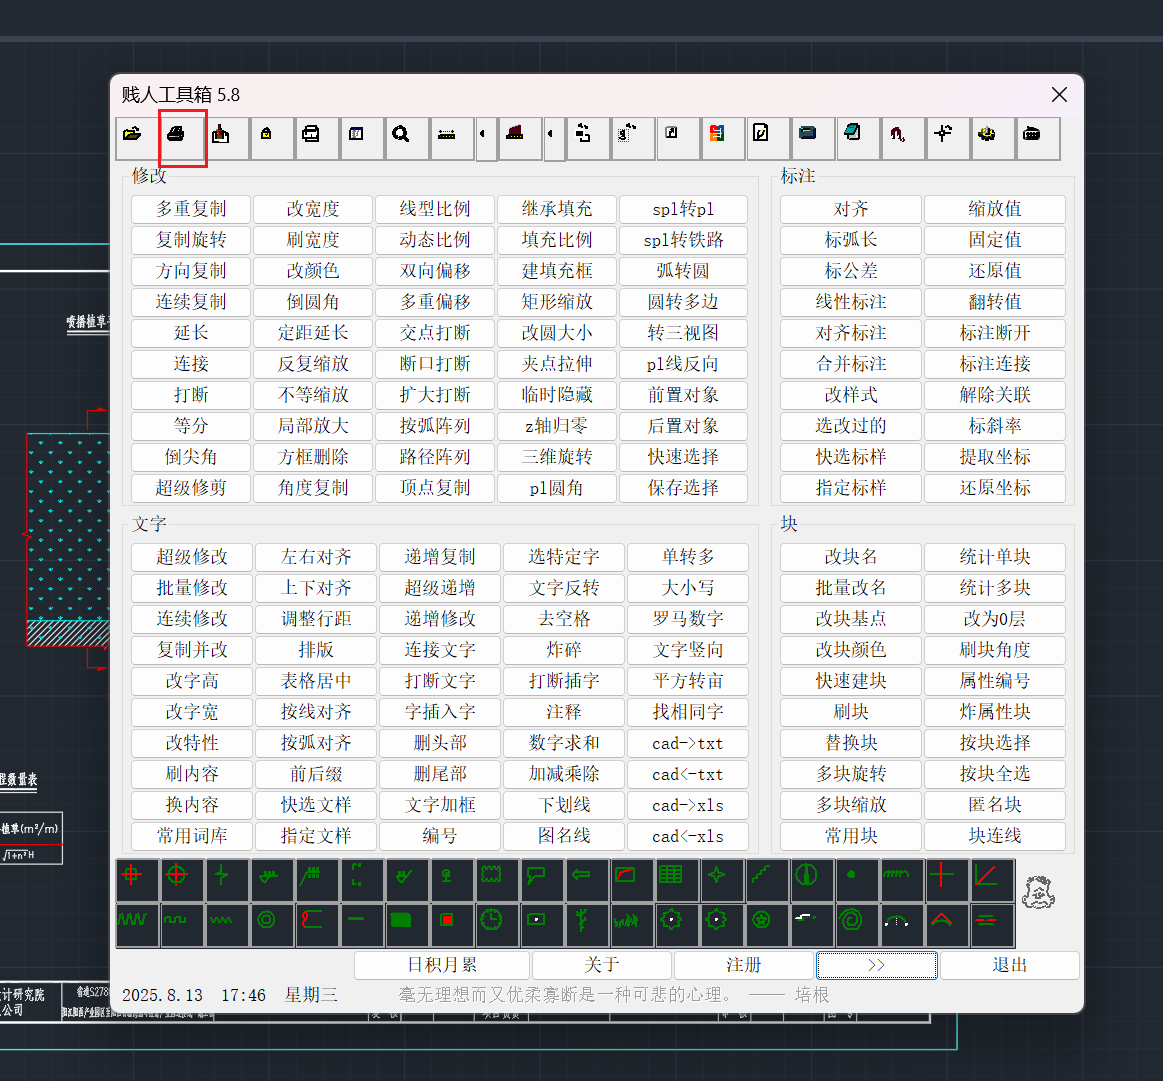 贱人工具箱 5.8
修改
多重复制 改宽度 线型比例 继承填充 spl转pl
复制旋转 刷宽度 动态比例 填充比例 spl转铁路
方向复制 改颜色 双向偏移 建填充框 弧转圆
连续复制 倒圆角 多重偏移 矩形缩放 圆转多边
延长 定距延长 交点打断 改圆大小 转三视图
连接 反复缩放 断口打断 夹点拉伸 pl线反向
打断 不等缩放 扩大打断 临时隐藏 前置对象
等分 局部放大 按弧阵列 z轴归零 后置对象
倒尖角 方框删除 路径阵列 三维旋转 快速选择
超级修剪 角度复制 顶点复制 pl圆角 保存选择
标注
对齐 缩放值
标弧长 固定值
标公差 还原值
线性标注 翻转值
对齐标注 标注断开
合并标注 标注连接
改样式 解除关联
选改过的 标斜率
快选标样 提取坐标
指定标样 还原坐标
文字
超级修改 左右对齐 递增复制 选特定字 单转多
批量修改 上下对齐 超级递增 文字反转 大小写
连续修改 调整行距 递增修改 去空格 罗马数字
复制并改 排版 连接文字 炸碎 文字竖向
改字高 表格居中 打断文字 打断插字 平方转亩
改字宽 按线对齐 字插入字 注释 找相同字
改特性 按弧对齐 删头部 数字求和 cad->txt
刷内容 前后缀 删尾部 加减乘除 cad<-txt
换内容 快选文样 文字加框 下划线 cad->xls
常用词库 指定文样 编号 图名线 cad<-xls
块
改块名 统计单块
批量改名 统计多块
改块基点 改为0层
改块颜色 刷块角度
快速建块 属性编号
刷块 炸属性块
替换块 按块选择
多块旋转 按块全选
多块缩放 匿名块
常用块 块连线
日积月累 关于 注册 >> 退出
2025.8.13 17:46 星期三 毫无理想而又优柔寡断是一种可悲的心理。 —— 培根
喷播植草
程数量表
植草(m²/m)
√1+n²H
计研究院
公司
省道S278